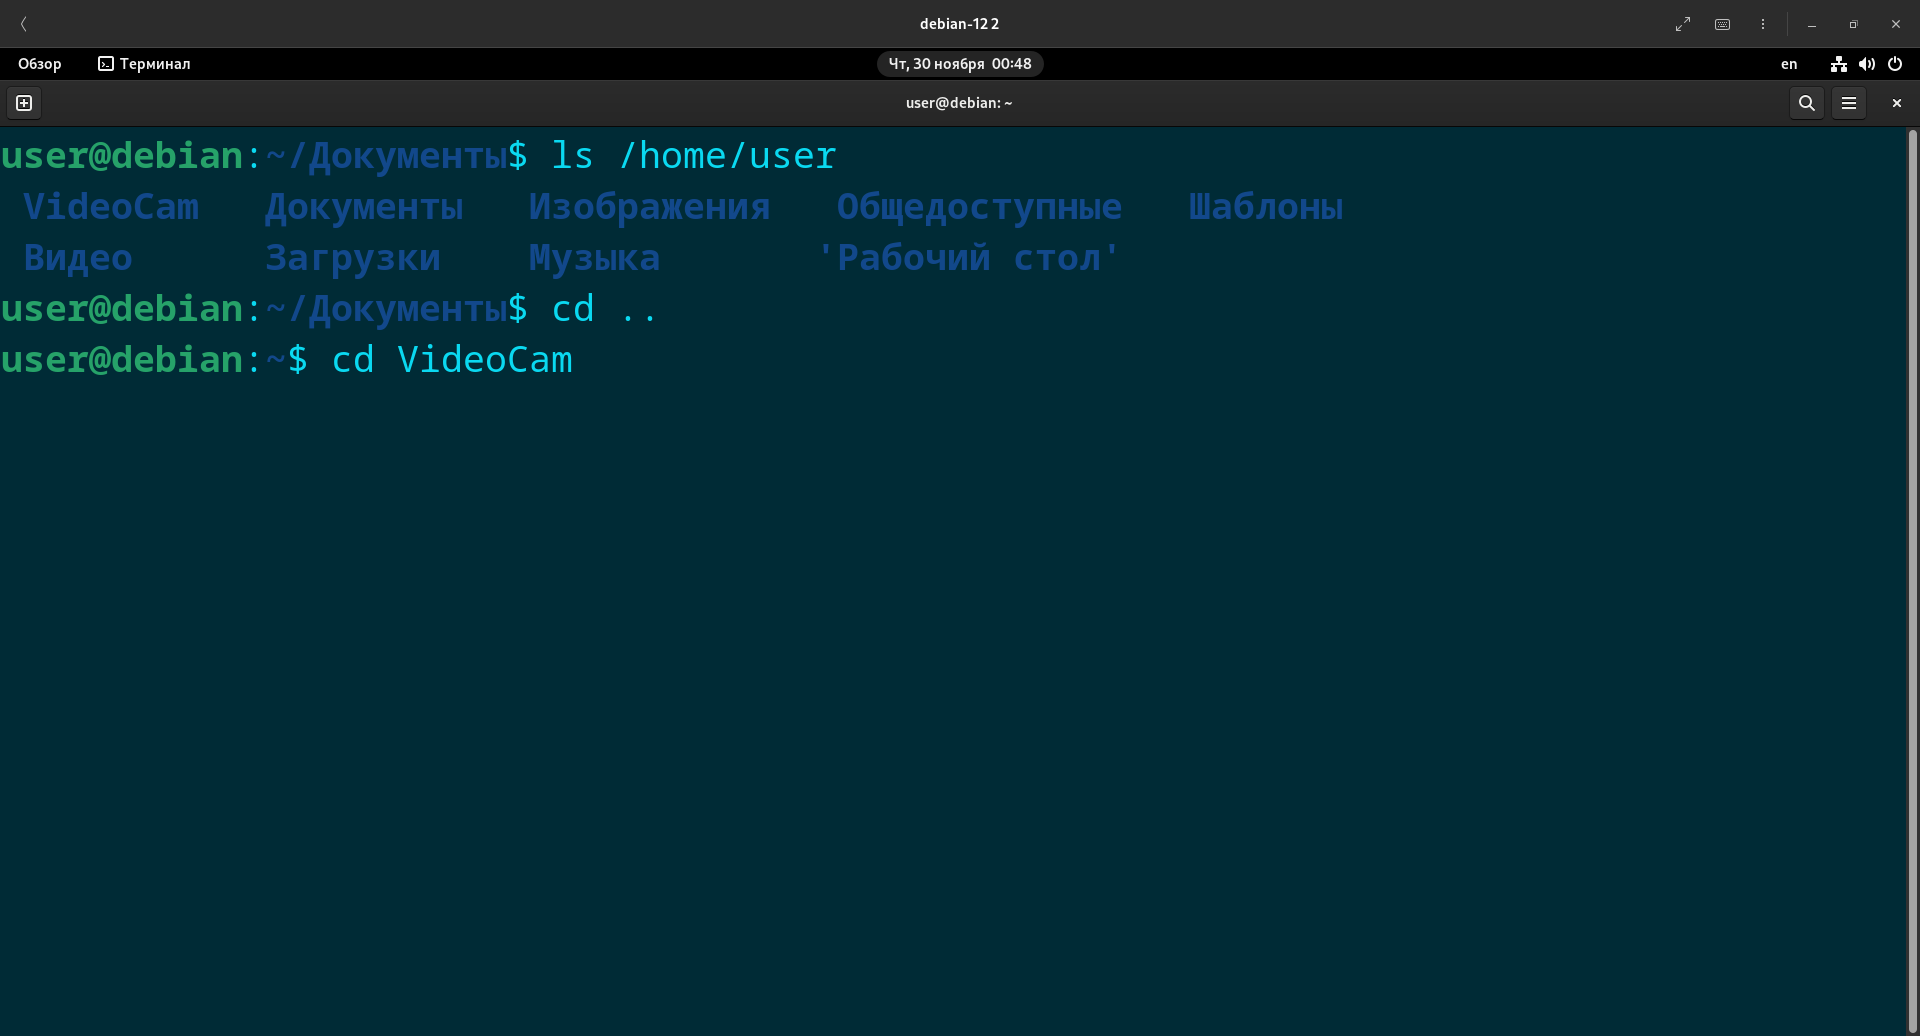 debian-12 2
Обзор Терминал Чт, 30 ноября 00:48 en
user@debian: ~
user@debian:~/Документы$ ls /home/user
VideoCam Документы Изображения Общедоступные Шаблоны
Видео Загрузки Музыка 'Рабочий стол'
user@debian:~/Документы$ cd ..
user@debian:~$ cd VideoCam